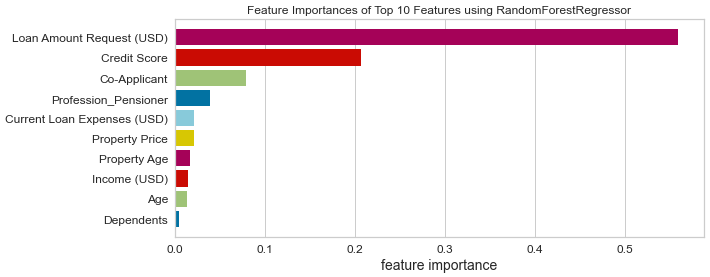 Feature Importances of Top 10 Features using RandomForestRegressor
Loan Amount Request (USD)
Credit Score
Co-Applicant
Profession_Pensioner
Current Loan Expenses (USD)
Property Price
Property Age
Income (USD)
Age
Dependents
0.0 0.1 0.2 0.3 0.4 0.5
feature importance